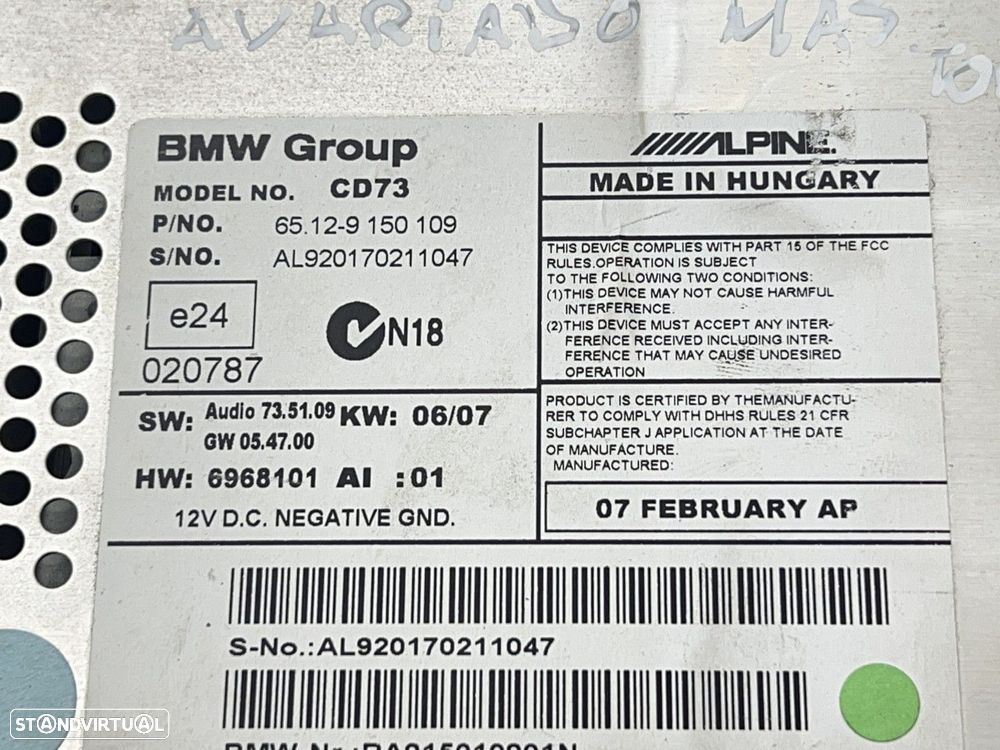 AVARIADO MAS
BMW Group
MODEL NO. CD73
P/NO. 65.12-9 150 109
S/NO. AL920170211047
e24
020787
N18
ALPINE.
MADE IN HUNGARY
THIS DEVICE COMPLIES WITH PART 15 OF THE FCC
RULES.OPERATION IS SUBJECT
TO THE FOLLOWING TWO CONDITIONS:
(1)THIS DEVICE MAY NOT CAUSE HARMFUL
INTERFERENCE.
(2)THIS DEVICE MUST ACCEPT ANY INTER-
FERENCE RECEIVED INCLUDING INTER-
FERENCE THAT MAY CAUSE UNDESIRED
OPERATION
SW: Audio 73.51.09 KW: 06/07
GW 05.47.00
HW: 6968101 AI :01
12V D.C. NEGATIVE GND.
PRODUCT IS CERTIFIED BY THEMANUFACTU-
RER TO COMPLY WITH DHHS RULES 21 CFR
SUBCHAPTER J APPLICATION AT THE DATE
OF MANUFACTURE.
MANUFACTURED:
07 FEBRUARY AP
S-No.:AL920170211047
STANDVIRTUAL